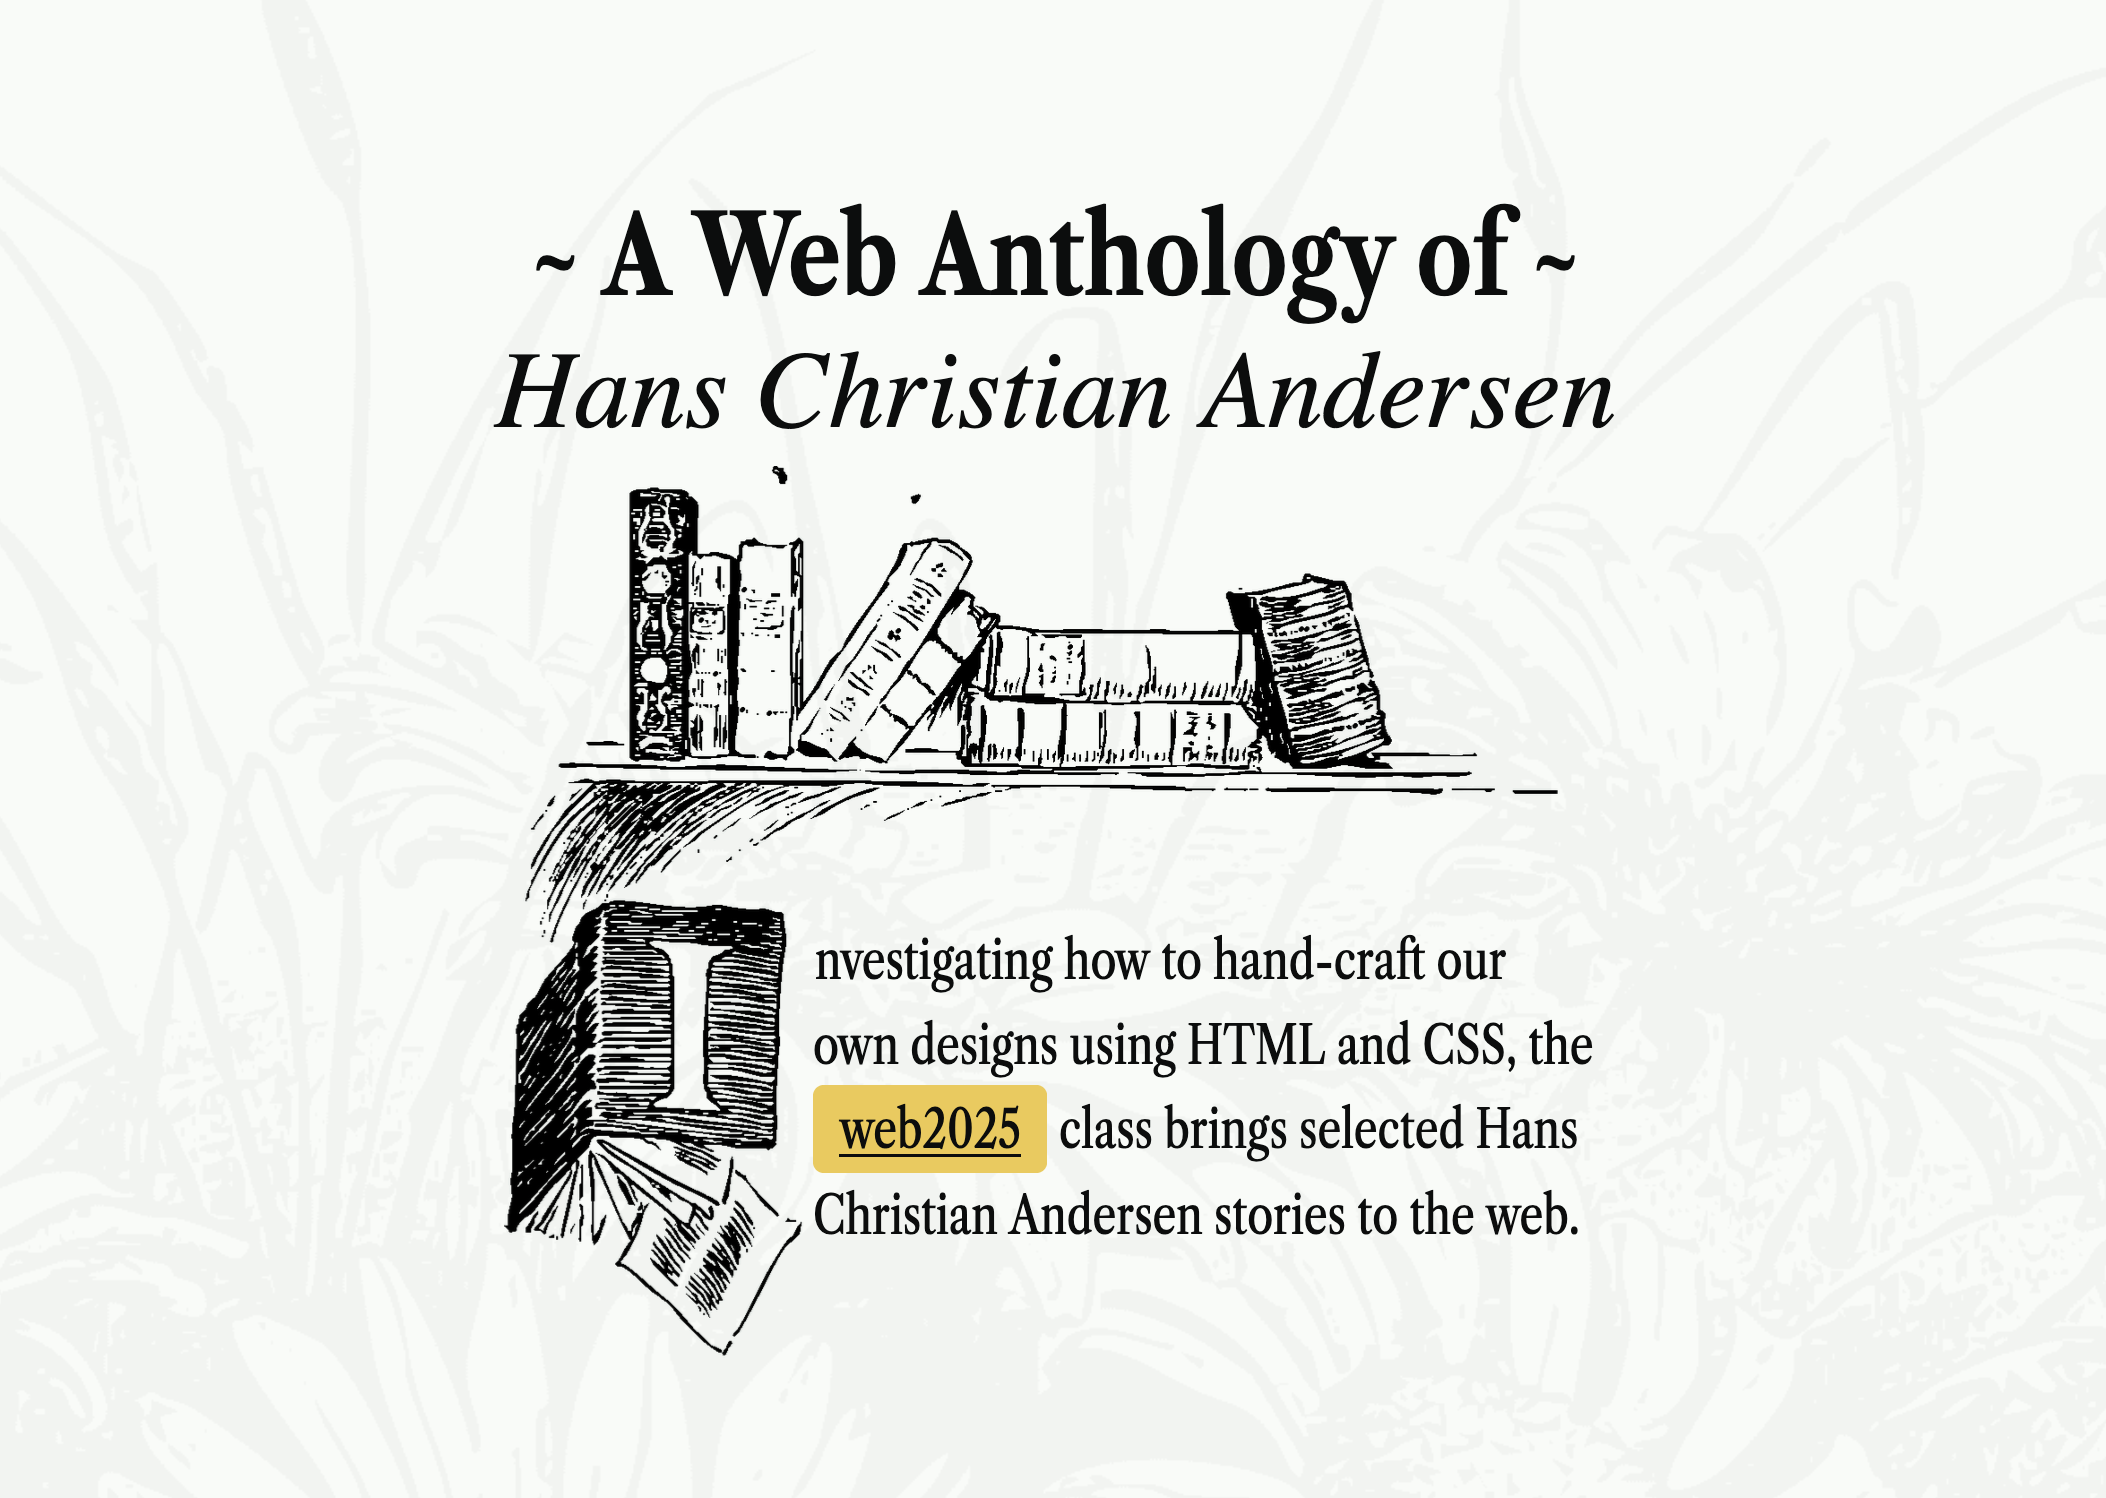 ~ A Web Anthology of ~
Hans Christian Andersen
Investigating how to hand-craft our
own designs using HTML and CSS, the
web2025 class brings selected Hans
Christian Andersen stories to the web.